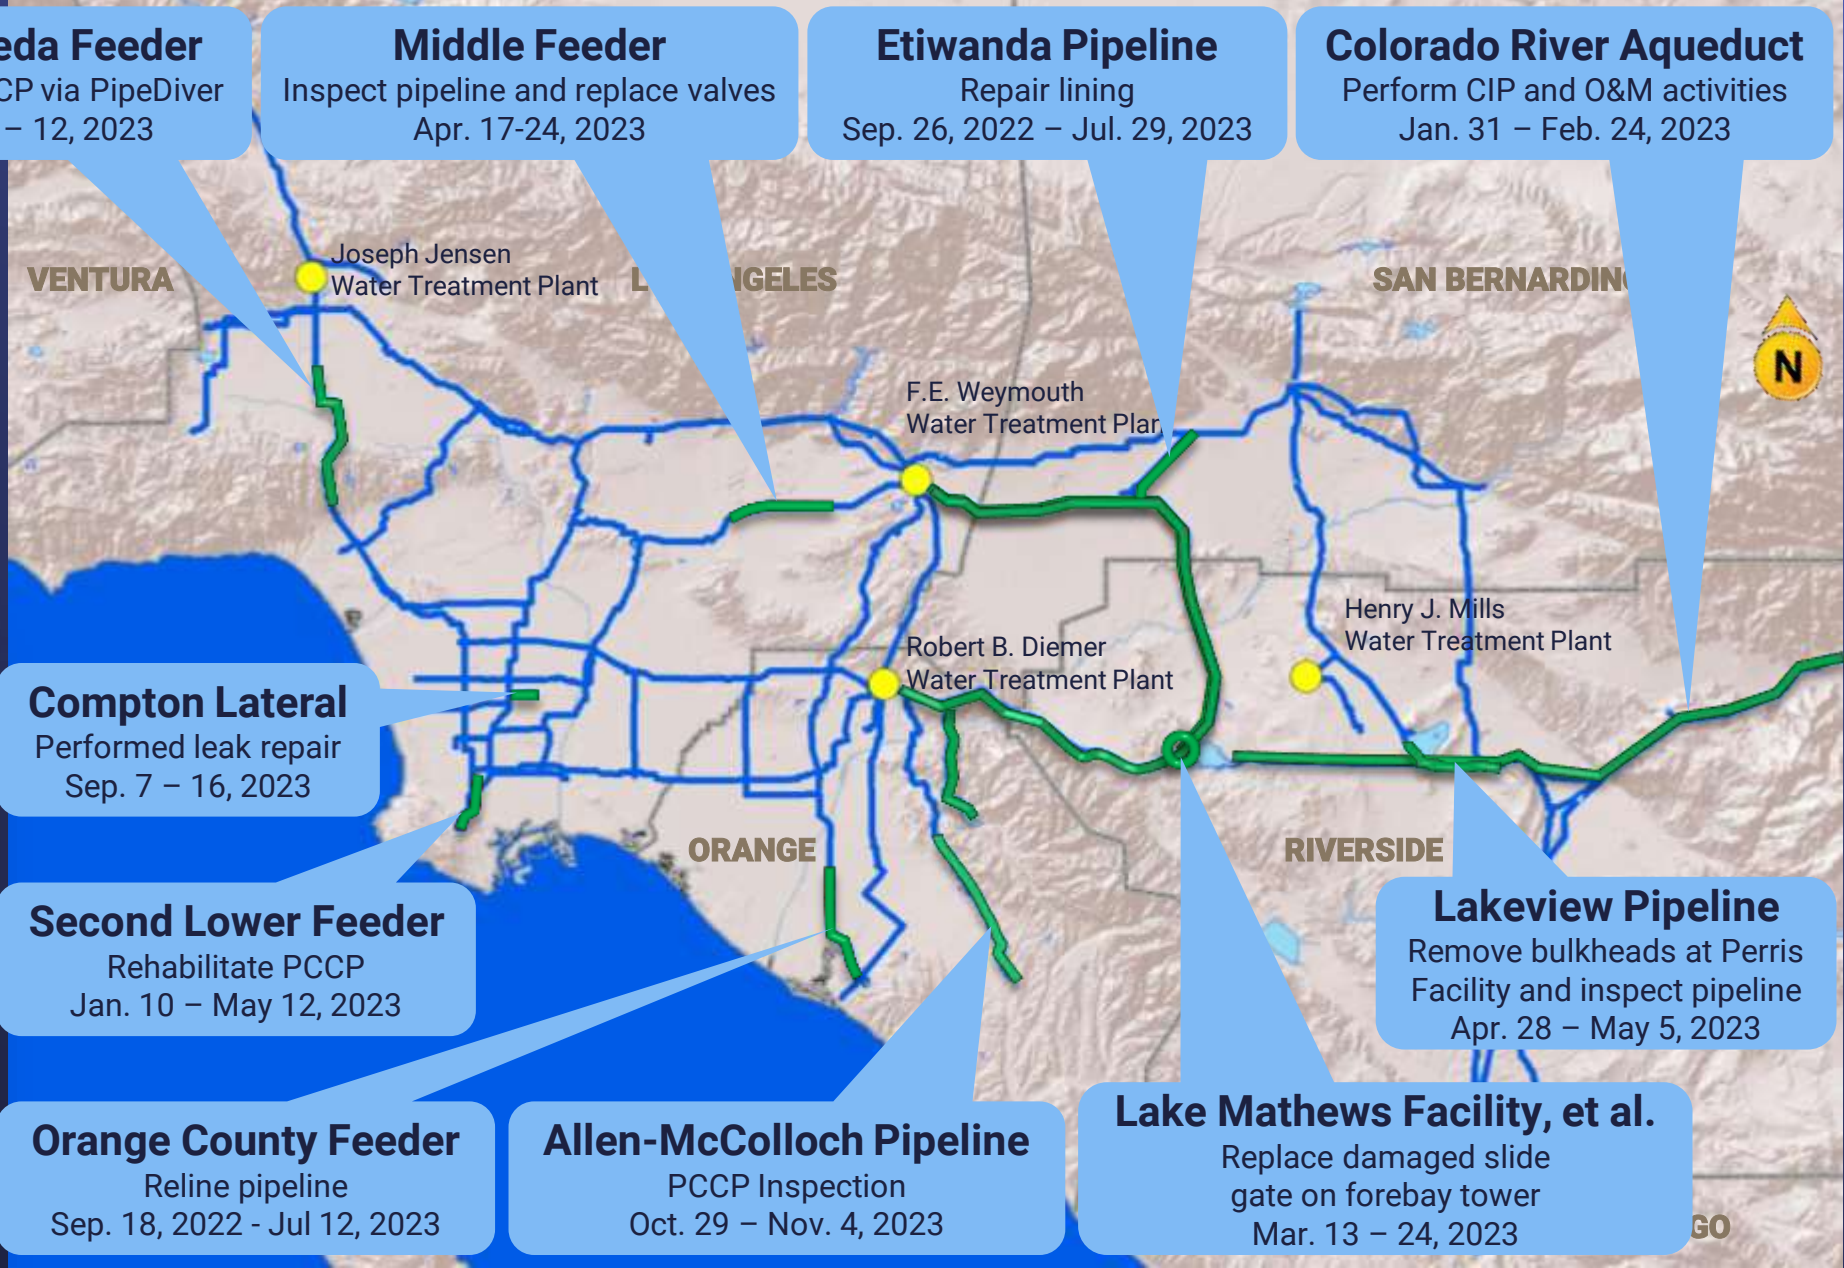 eda Feeder
CP via PipeDiver
– 12, 2023
Middle Feeder
Inspect pipeline and replace valves
Apr. 17-24, 2023
Etiwanda Pipeline
Repair lining
Sep. 26, 2022 – Jul. 29, 2023
Colorado River Aqueduct
Perform CIP and O&M activities
Jan. 31 – Feb. 24, 2023
Joseph Jensen
Water Treatment Plant
VENTURA
L NGELES
SAN BERNARDIN
N
F.E. Weymouth
Water Treatment Plan
Henry J. Mills
Water Treatment Plant
Robert B. Diemer
Water Treatment Plant
Compton Lateral
Performed leak repair
Sep. 7 – 16, 2023
ORANGE
RIVERSIDE
Second Lower Feeder
Rehabilitate PCCP
Jan. 10 – May 12, 2023
Lakeview Pipeline
Remove bulkheads at Perris
Facility and inspect pipeline
Apr. 28 – May 5, 2023
Orange County Feeder
Reline pipeline
Sep. 18, 2022 - Jul 12, 2023
Allen-McColloch Pipeline
PCCP Inspection
Oct. 29 – Nov. 4, 2023
Lake Mathews Facility, et al.
Replace damaged slide
gate on forebay tower
Mar. 13 – 24, 2023
GO